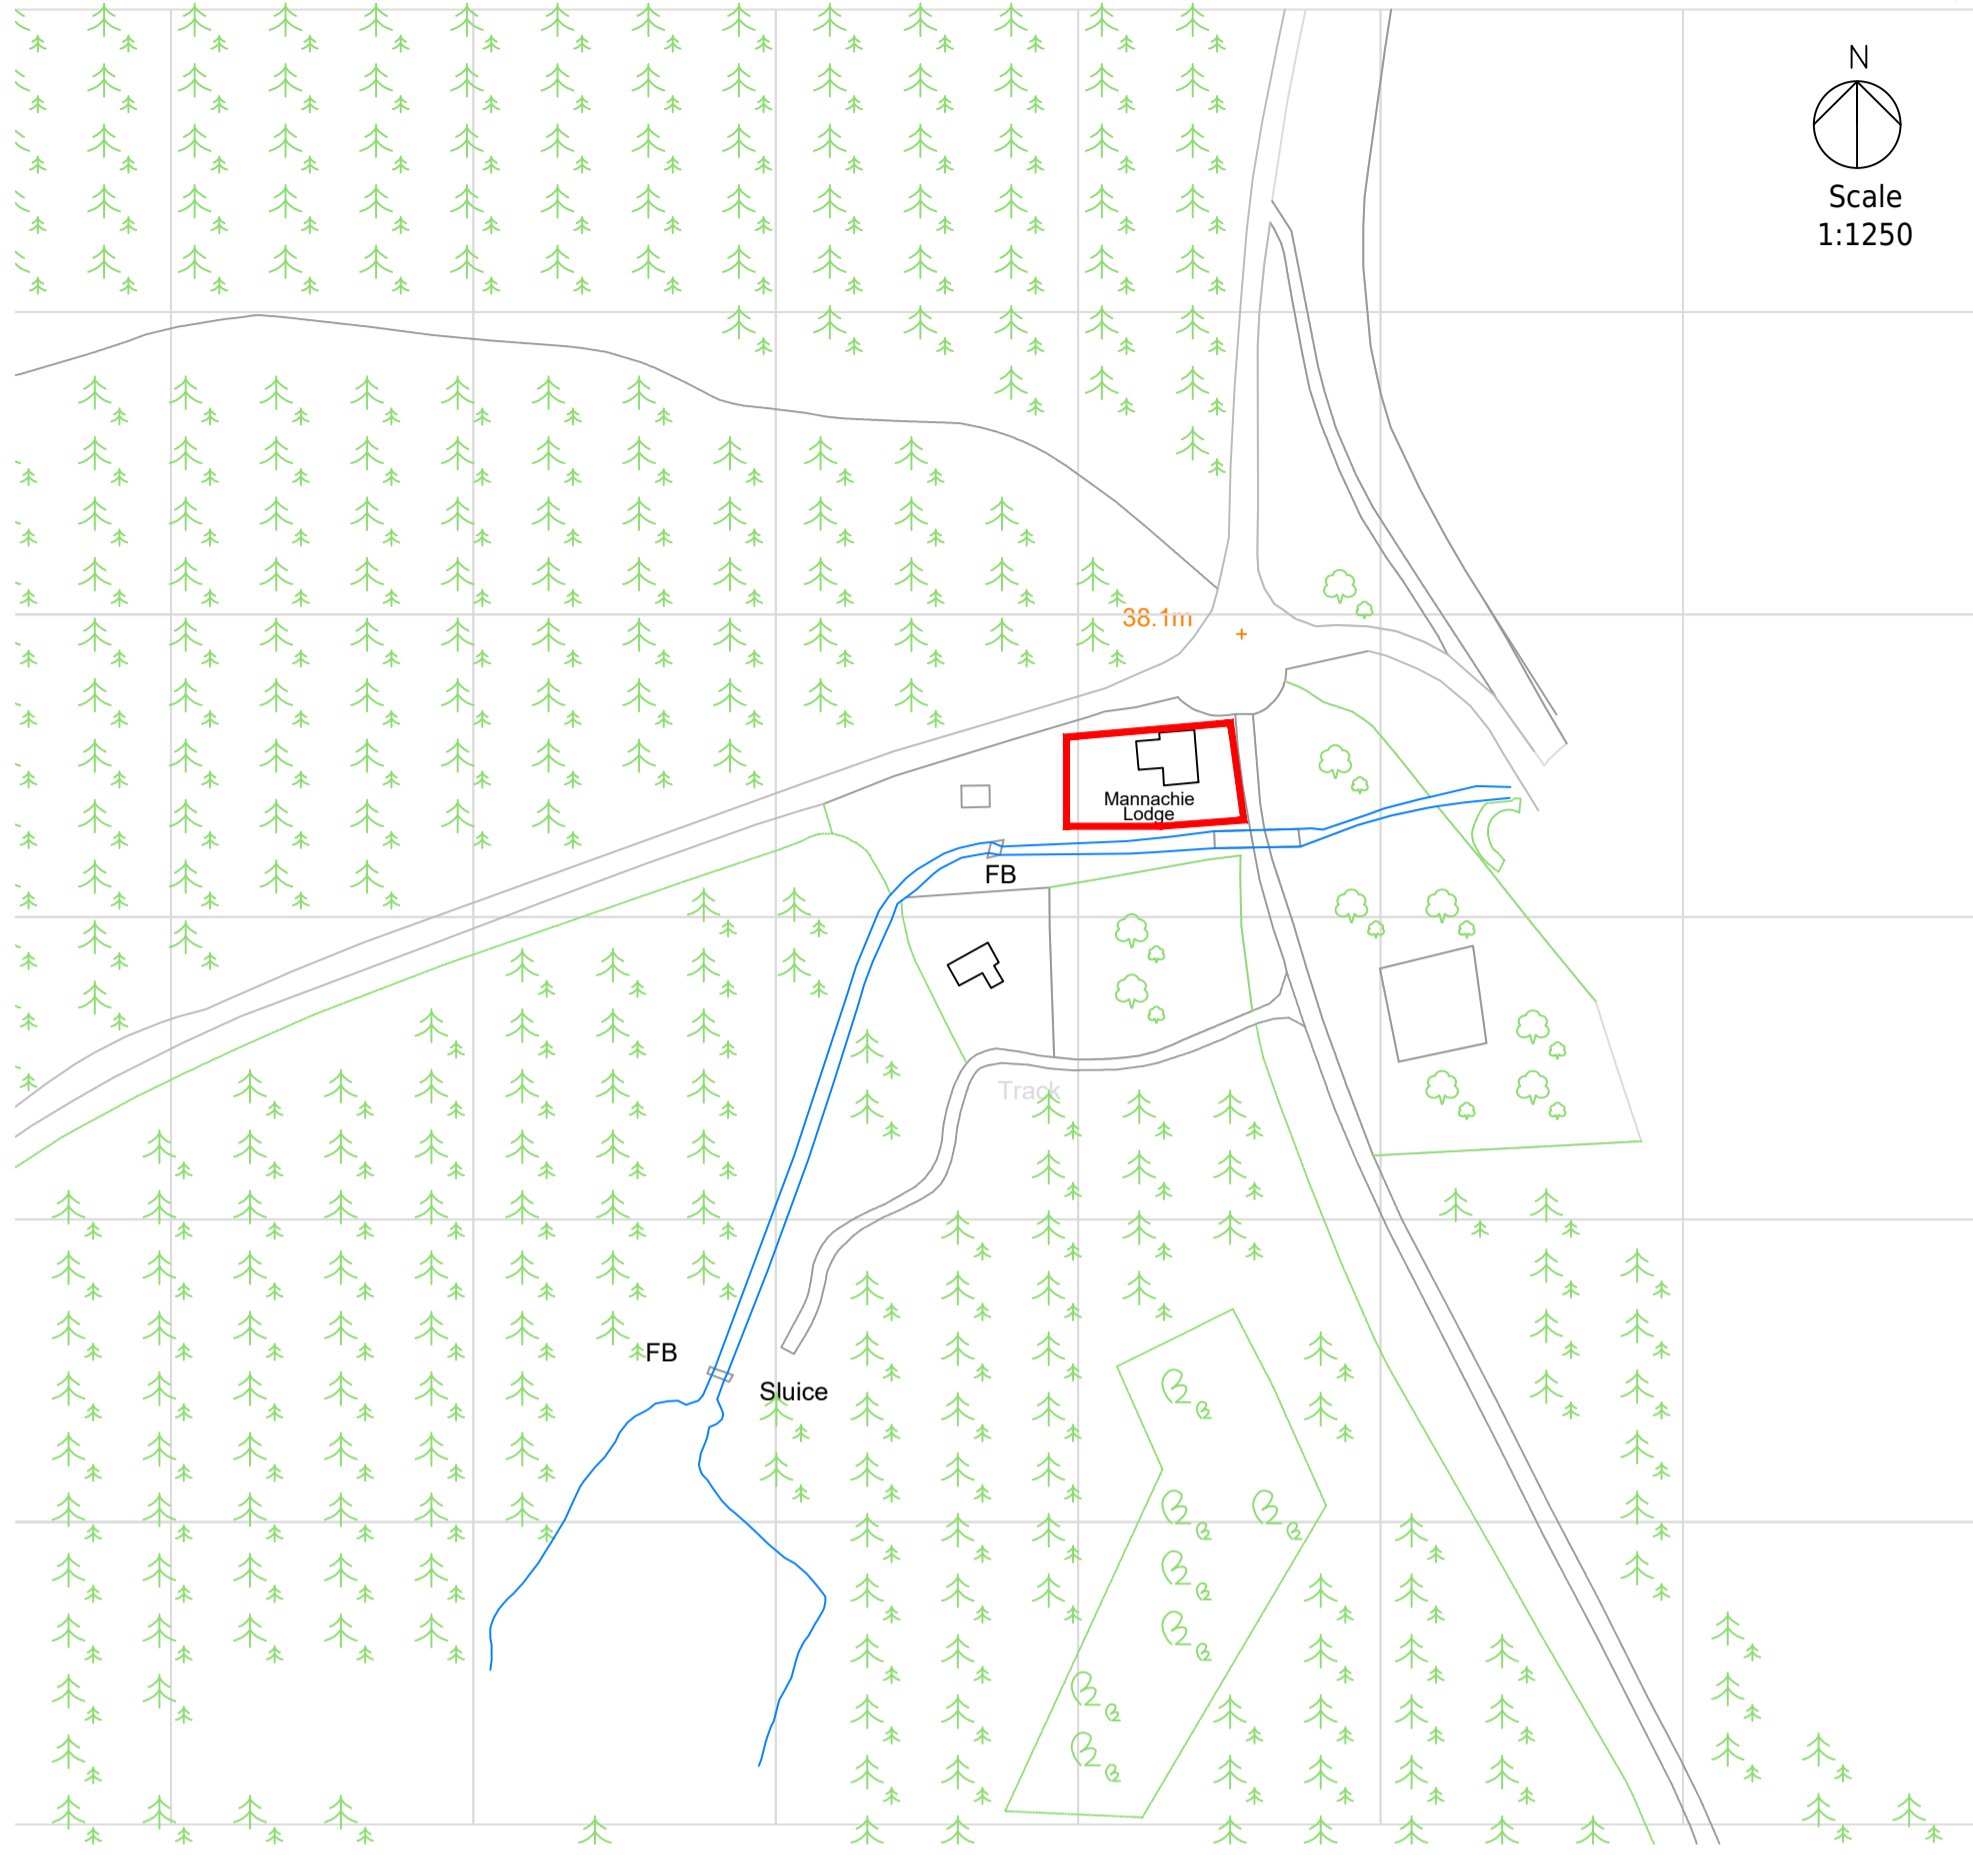 N
Scale
1:1250
38.1m
Mannachie
Lodge
FB
Track
FB
Sluice